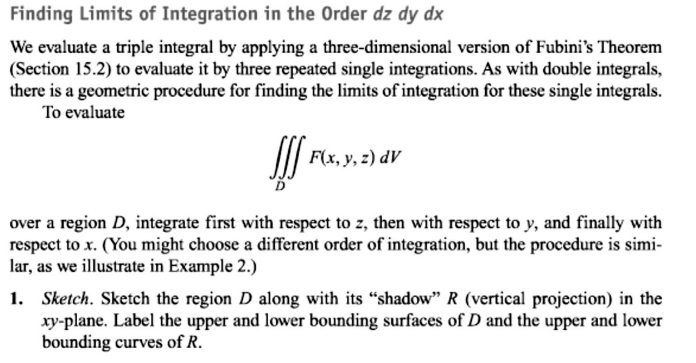 Finding Limits of Integration in the Order dz dy dx
We evaluate a triple integral by applying a three-dimensional version of Fubini’s Theorem
(Section 15.2) to evaluate it by three repeated single integrations. As with double integrals,
there is a geometric procedure for finding the limits of integration for these single integrals.
To evaluate
∭ F(x, y, z) dV
D
over a region D, integrate first with respect to z, then with respect to y, and finally with
respect to x. (You might choose a different order of integration, but the procedure is simi-
lar, as we illustrate in Example 2.)
1. Sketch. Sketch the region D along with its “shadow” R (vertical projection) in the
xy-plane. Label the upper and lower bounding surfaces of D and the upper and lower
bounding curves of R.